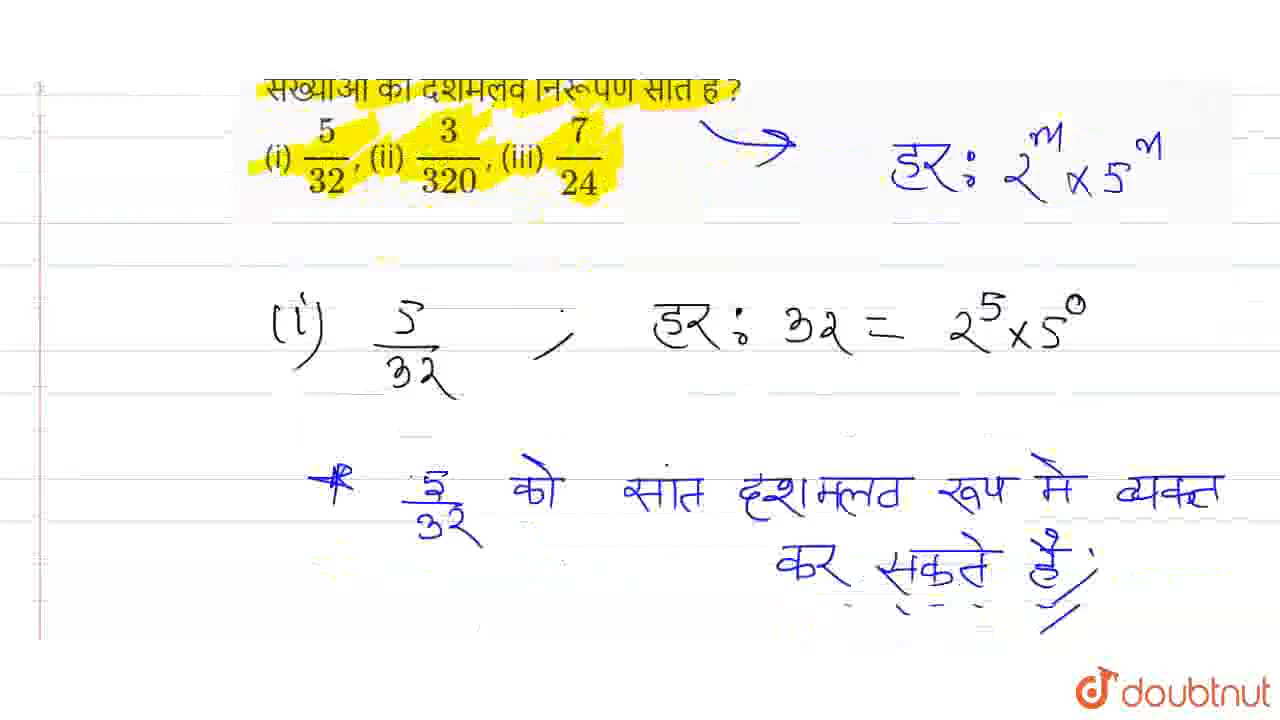 संख्याओं का दशमलव निरूपण सांत है ?
(i) 5/32, (ii) 3/320, (iii) 7/24
हर : 2^m × 5^n
(i) 5/32 , हर : 32 = 2^5 × 5^0
* 5/32 को सांत दशमलव रूप मे व्यक्त
कर सकते है
doubtnut